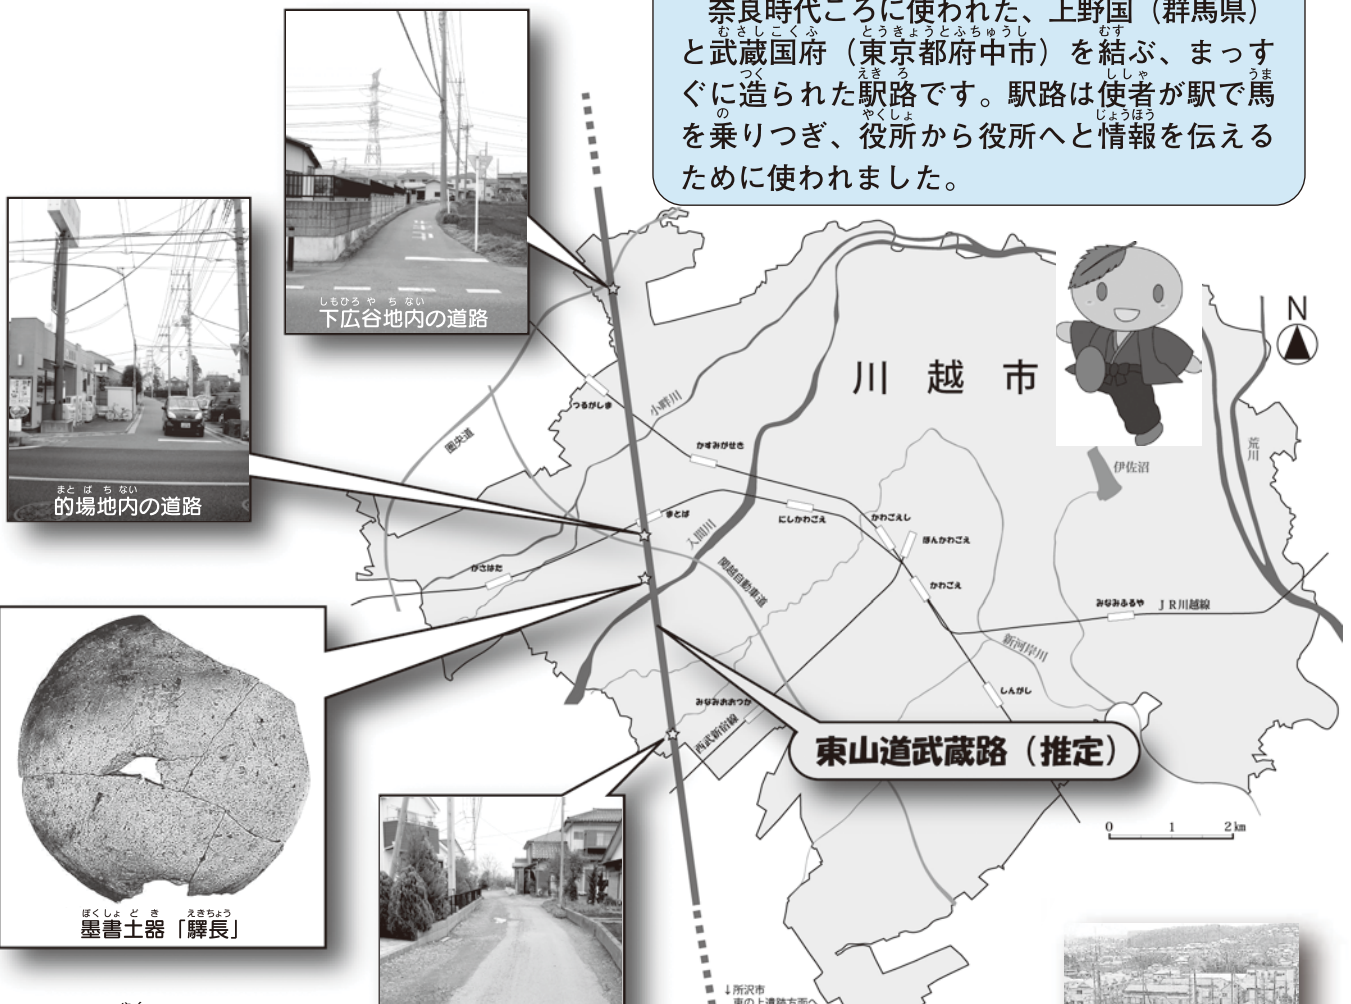 奈良時代ごろに使われた、上野国（群馬県）
と武蔵国府（東京都府中市）を結ぶ、まっす
ぐに造られた駅路です。駅路は使者が駅で馬
を乗りつぎ、役所から役所へと情報を伝える
ために使われました。
下広谷地内の道路
的場地内の道路
墨書土器「驛長」
川越市
N
つるがしま
小畔川
圏央道
かすみがせき
伊佐沼
荒川
まとば
にしかわごえ
かわごえし
ほんかわごえ
入間川
かさはた
関越自動車道
かわごえ
みなみふるや
JR川越線
新河岸川
しんがし
みなみおおつか
西武新宿線
東山道武蔵路（推定）
0 1 2km
↓所沢市
東の上遺跡方面へ